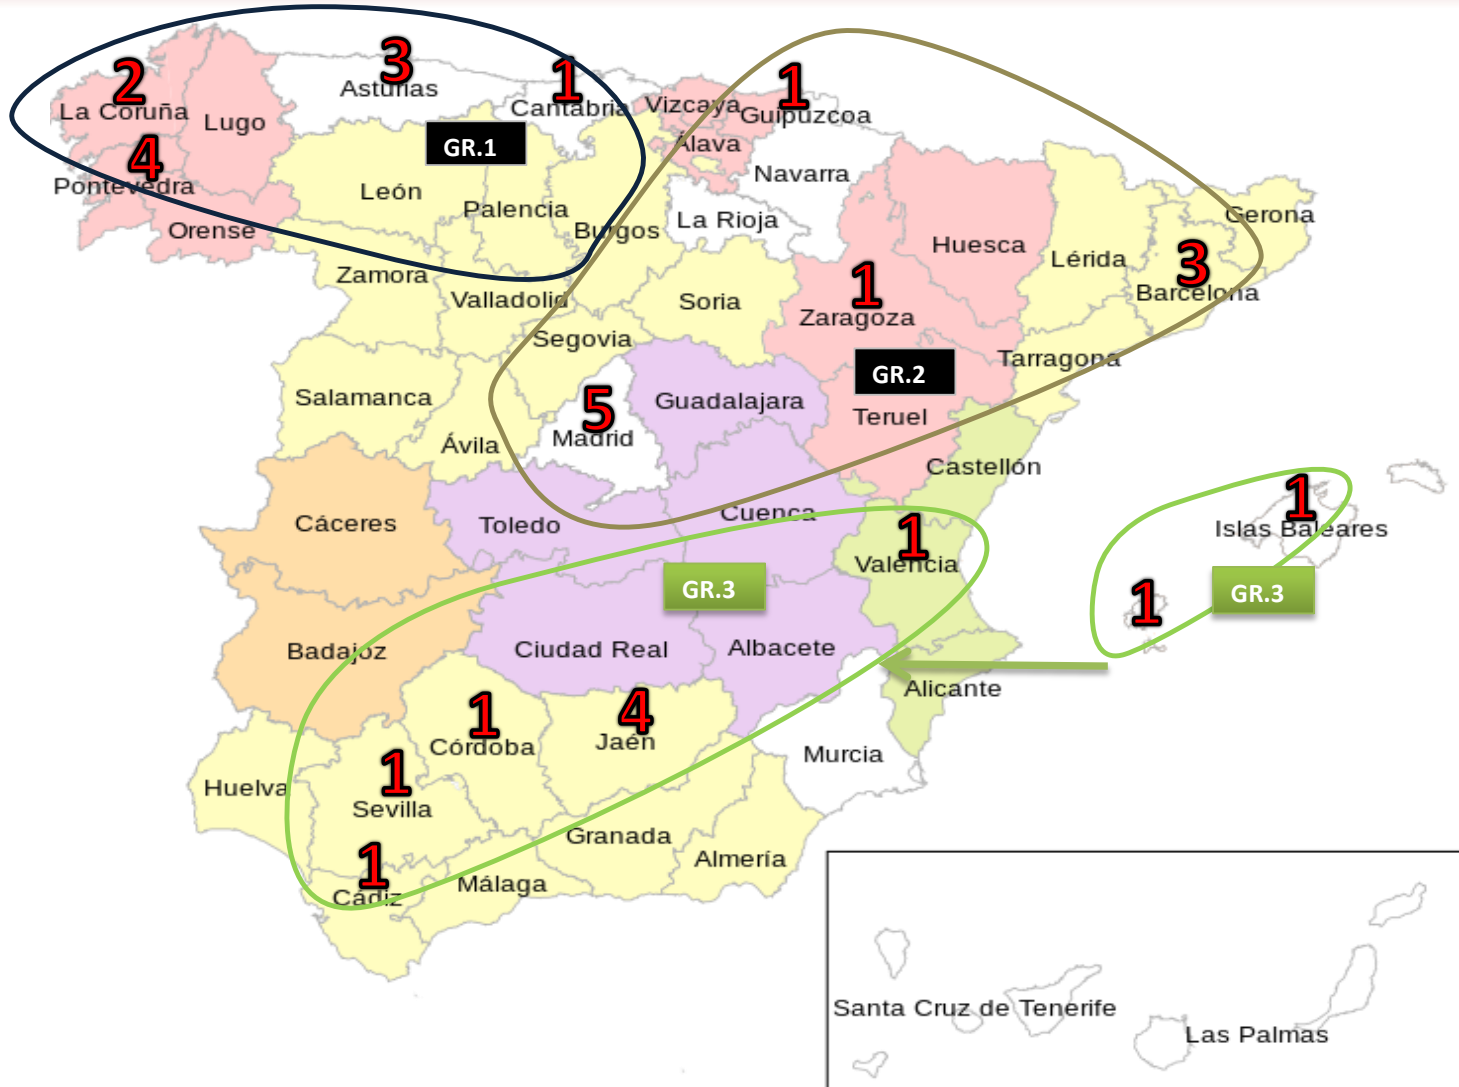 3
Asturias
1
Cantabria
2
La Coruña
Lugo
4
Pontevedra
Orense
GR.1
León
Palencia
Burgos
Vizcaya
1
Guipúzcoa
Álava
Navarra
La Rioja
Huesca
Lérida
Gerona
3
Barcelona
Zamora
Valladolid
Soria
1
Zaragoza
Segovia
Tarragona
GR.2
Salamanca
Ávila
5
Madrid
Guadalajara
Teruel
Castellón
Cáceres
Toledo
Cuenca
1
Valencia
1
Islas Baleares
1
GR.3
GR.3
Badajoz
Ciudad Real
Albacete
Alicante
1
Córdoba
4
Jaén
Murcia
Huelva
1
Sevilla
Granada
Almería
1
Cádiz
Málaga
Santa Cruz de Tenerife
Las Palmas